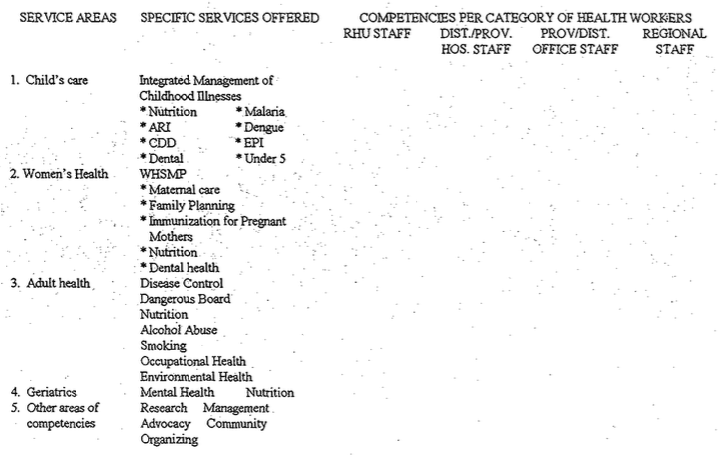 SERVICE AREAS SPECIFIC SERVICES OFFERED COMPETENCIES PER CATEGORY OF HEALTH WORKERS
RHU STAFF DIST./PROV. PROV/DIST. REGIONAL
HOS. STAFF OFFICE STAFF STAFF
1. Child's care Integrated Management of
Childhood Illnesses
* Nutrition * Malaria
* ARI * Dengue
* CDD * EPI
* Dental * Under 5
2. Women's Health WHSMP
* Maternal care
* Family Planning
* Immunization for Pregnant
Mothers
* Nutrition
* Dental health
3. Adult health Disease Control
Dangerous Board
Nutrition
Alcohol Abuse
Smoking
Occupational Health
Environmental Health
4. Geriatrics Mental Health Nutrition
5. Other areas of Research Management
competencies Advocacy Community
Organizing